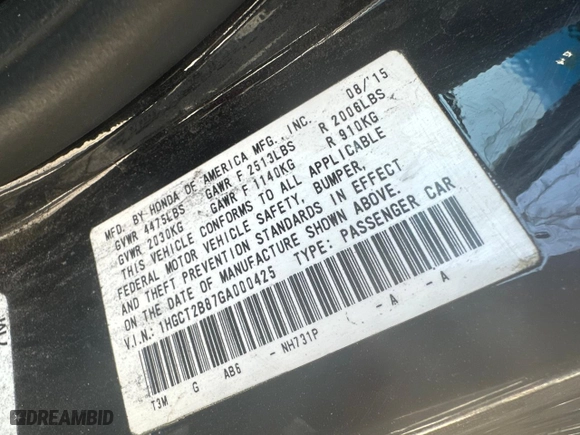 MFD. BY HONDA OF AMERICA MFG., INC. 08/'15
GVWR 4475LBS GAWR F 2513LBS R 2006LBS
GVWR 2030KG GAWR F 1140KG R 910KG
THIS VEHICLE CONFORMS TO ALL APPLICABLE
FEDERAL MOTOR VEHICLE SAFETY, BUMPER,
AND THEFT PREVENTION STANDARDS IN EFFECT
ON THE DATE OF MANUFACTURE SHOWN ABOVE.
V.I.N.: 1HGCT2B87GA000425 TYPE: PASSENGER CAR
T3M G AB6 - NH731P ( -A -A
DREAMBID